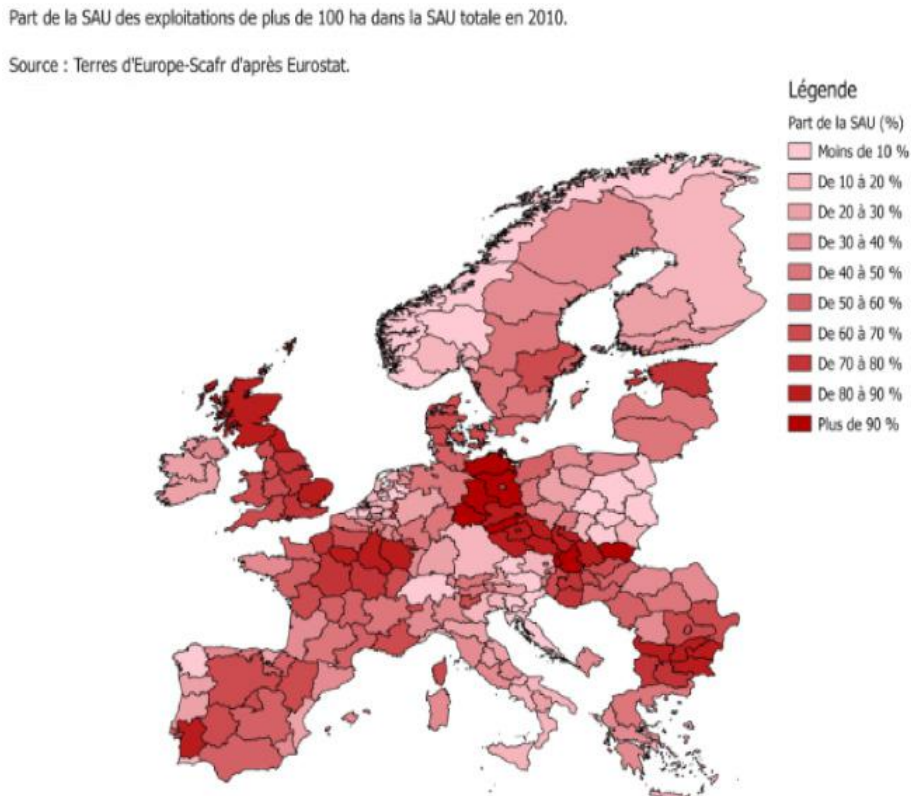 Part de la SAU des exploitations de plus de 100 ha dans la SAU totale en 2010.
Source : Terres d'Europe-Scafr d'après Eurostat.
Légende
Part de la SAU (%)
Moins de 10 %
De 10 à 20 %
De 20 à 30 %
De 30 à 40 %
De 40 à 50 %
De 50 à 60 %
De 60 à 70 %
De 70 à 80 %
De 80 à 90 %
Plus de 90 %